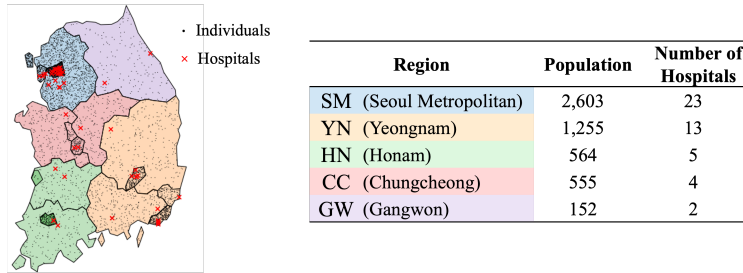 Individuals
Hospitals
Region Population Number of Hospitals
SM (Seoul Metropolitan) 2,603 23
YN (Yeongnam) 1,255 13
HN (Honam) 564 5
CC (Chungcheong) 555 4
GW (Gangwon) 152 2